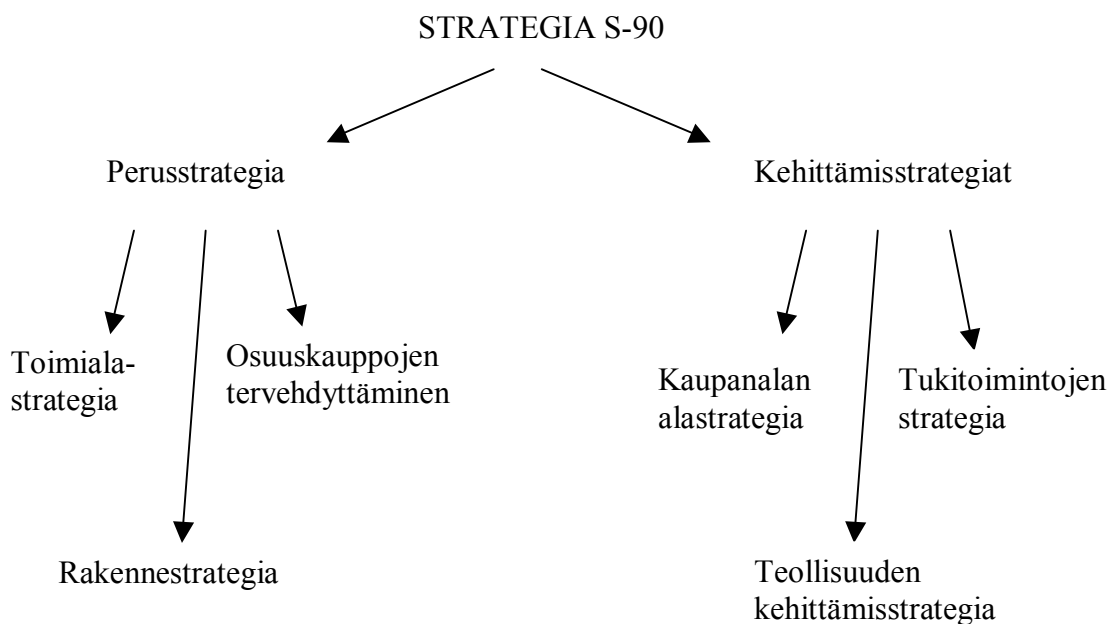 STRATEGIA S-90
Perusstrategia
Kehittämisstrategiat
Toimiala-
strategia
Osuuskauppojen
tervehdyttäminen
Kaupanalan
alastrategia
Tukitoimintojen
strategia
Rakennestrategia
Teollisuuden
kehittämisstrategia